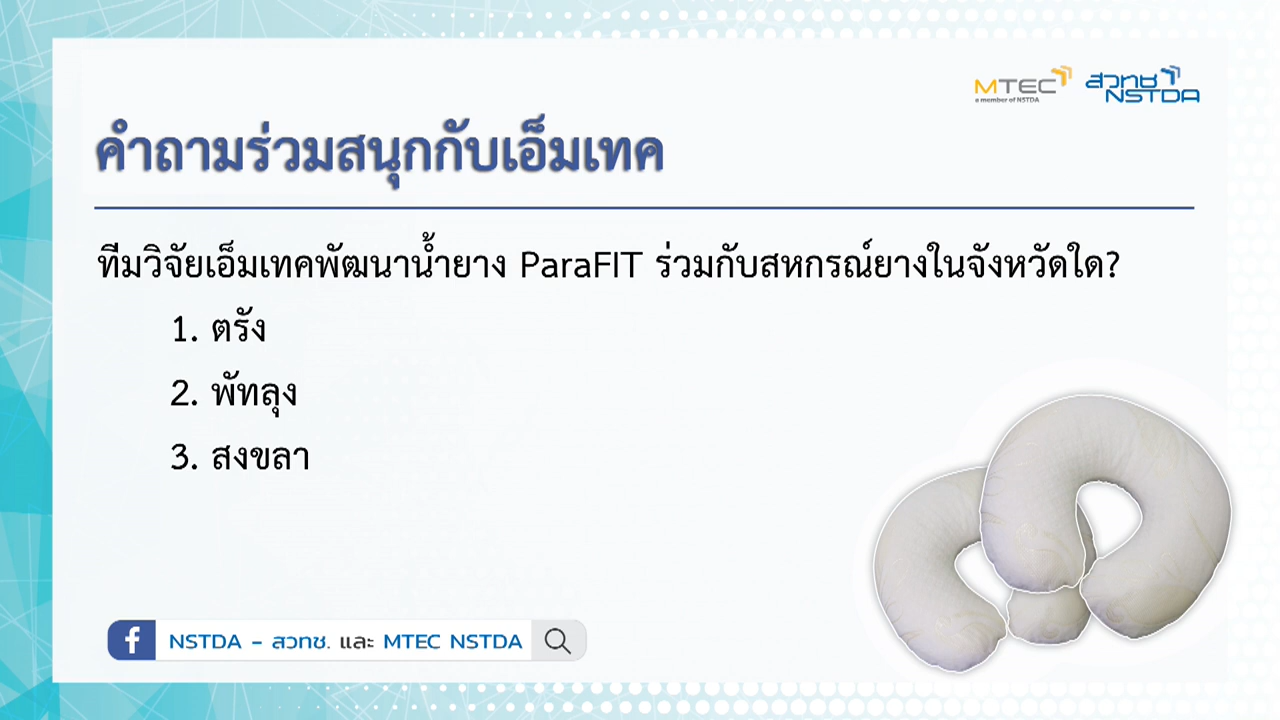 MTEC
a member of NSTDA
สวทช
NSTDA
คำถามร่วมสนุกกับเอ็มเทค
ทีมวิจัยเอ็มเทคพัฒนาน้ำยาง ParaFIT ร่วมกับสหกรณ์ยางในจังหวัดใด?
1. ตรัง
2. พัทลุง
3. สงขลา
f NSTDA - สวทช. และ MTEC NSTDA